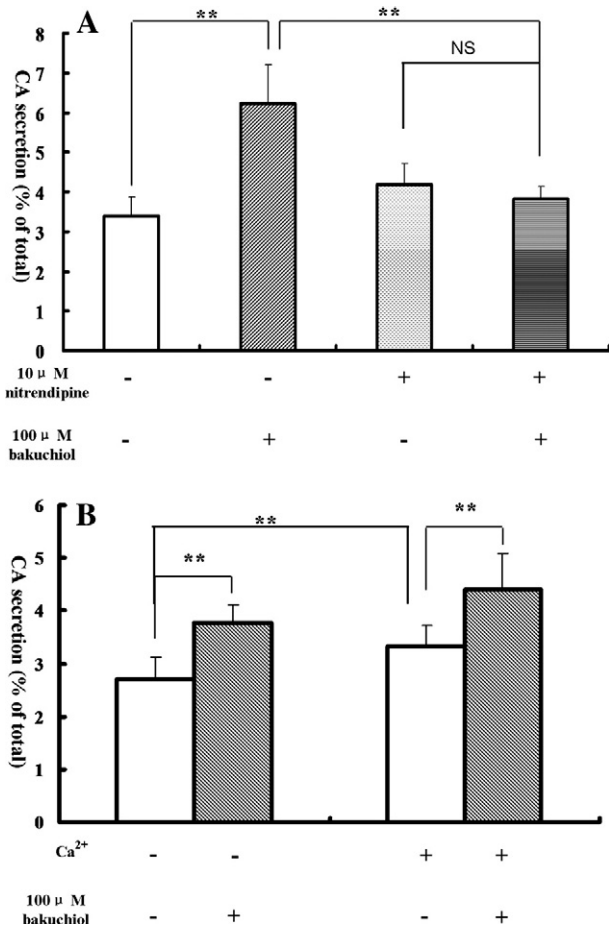 A
**
**
NS
8
7
6
5
4
3
2
1
0
CA secretion (% of total)
10 μ M
nitrendipine
- - + +
100 μ M
bakuchiol
- + - +
B
**
**
**
6
5
4
3
2
1
0
CA secretion (% of total)
Ca²⁺
- - + +
100 μ M
bakuchiol
- + - +